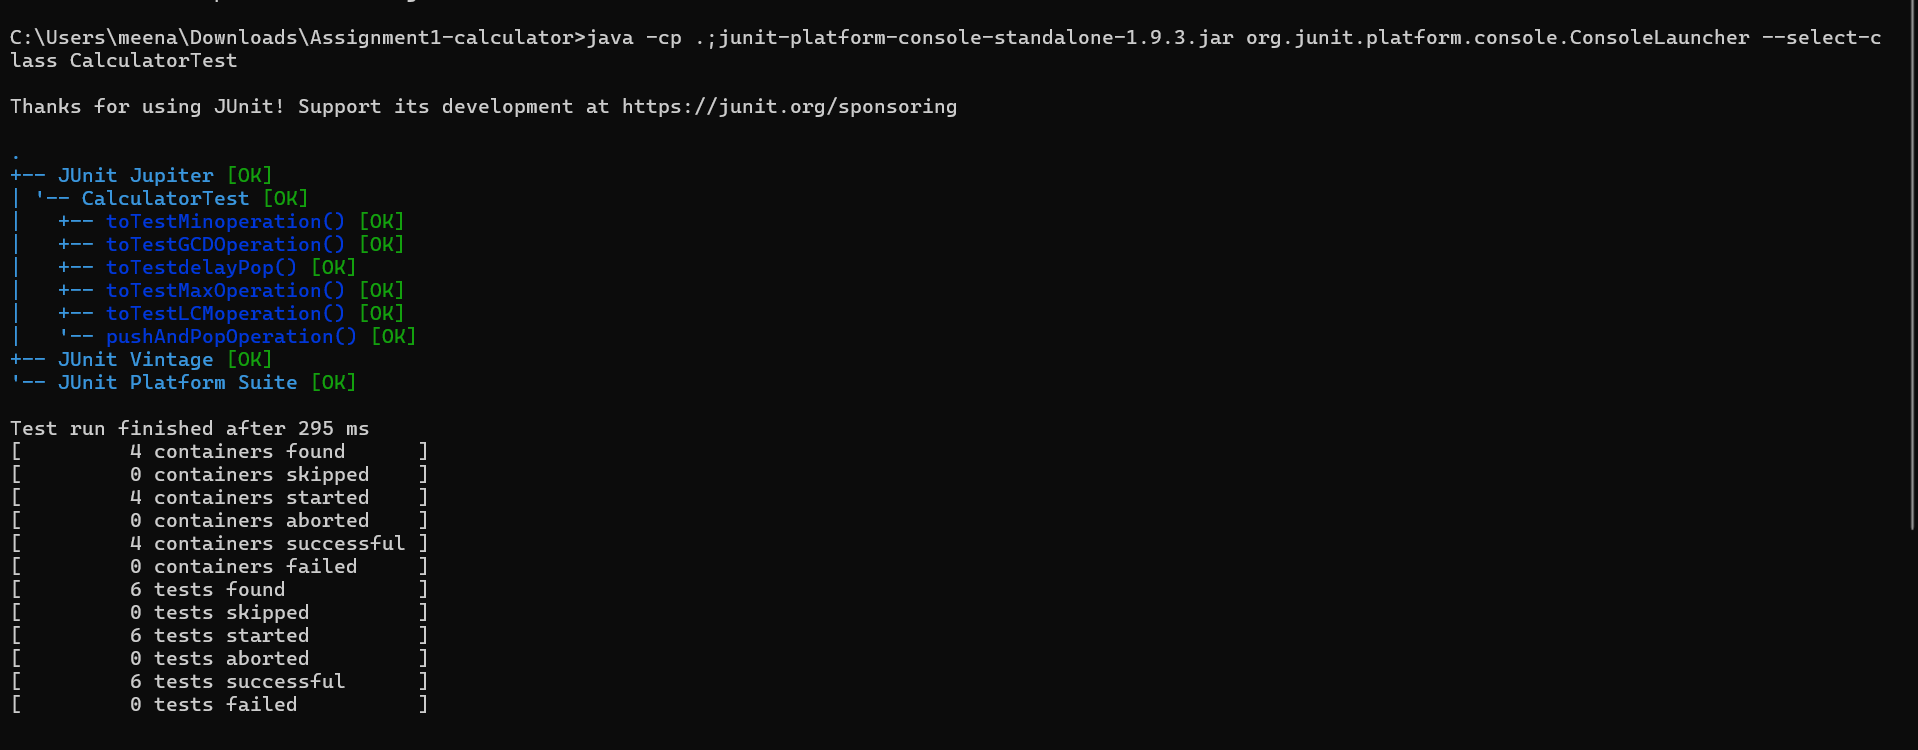 C:\Users\meena\Downloads\Assignment1-calculator>java -cp .;junit-platform-console-standalone-1.9.3.jar org.junit.platform.console.ConsoleLauncher --select-c
lass CalculatorTest
Thanks for using JUnit! Support its development at https://junit.org/sponsoring
.
+-- JUnit Jupiter [OK]
| '-- CalculatorTest [OK]
|   +-- toTestMinoperation() [OK]
|   +-- toTestGCDOperation() [OK]
|   +-- toTestdelayPop() [OK]
|   +-- toTestMaxOperation() [OK]
|   +-- toTestLCMoperation() [OK]
|   '-- pushAndPopOperation() [OK]
+-- JUnit Vintage [OK]
'-- JUnit Platform Suite [OK]
Test run finished after 295 ms
[         4 containers found      ]
[         0 containers skipped    ]
[         4 containers started    ]
[         0 containers aborted    ]
[         4 containers successful ]
[         0 containers failed     ]
[         6 tests found           ]
[         0 tests skipped         ]
[         6 tests started         ]
[         0 tests aborted         ]
[         6 tests successful      ]
[         0 tests failed          ]